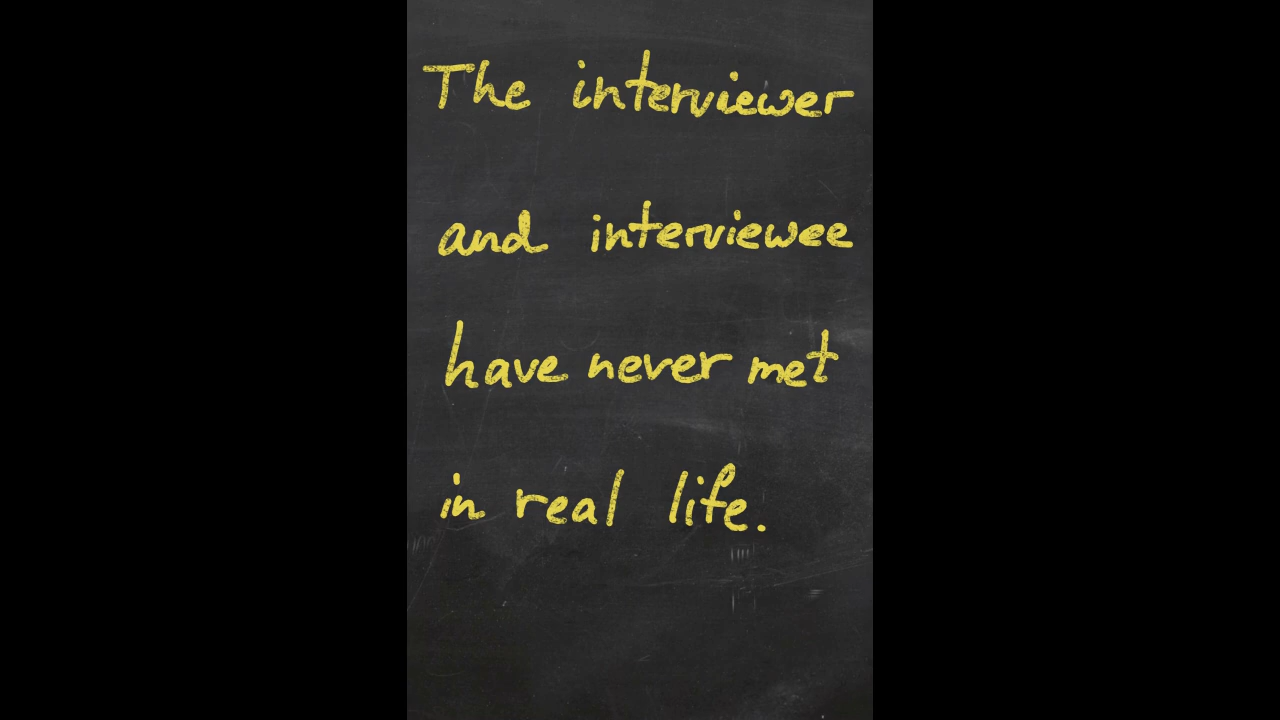 The interviewer
and interviewee
have never met
in real life.